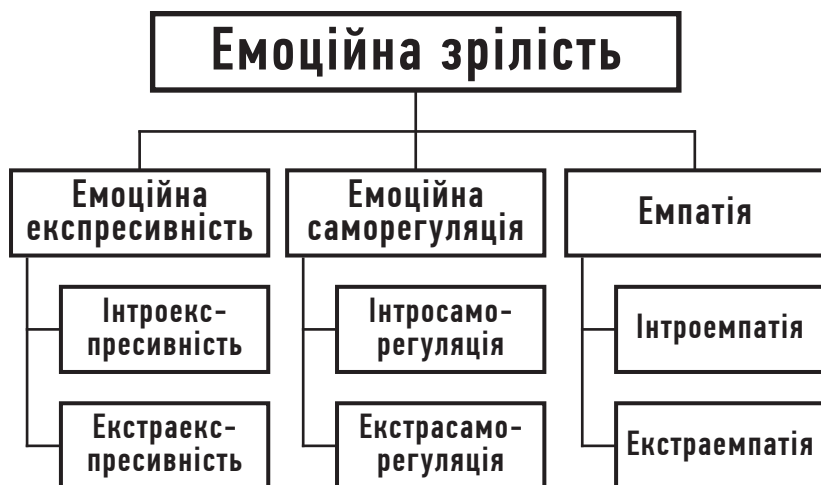 Емоційна зрілість
Емоційна
експресивність
Інтроекс-
пресивність
Екстраекс-
пресивність
Емоційна
саморегуляція
Інтросамо-
регуляція
Екстрасамо-
регуляція
Емпатія
Інтроемпатія
Екстраемпатія